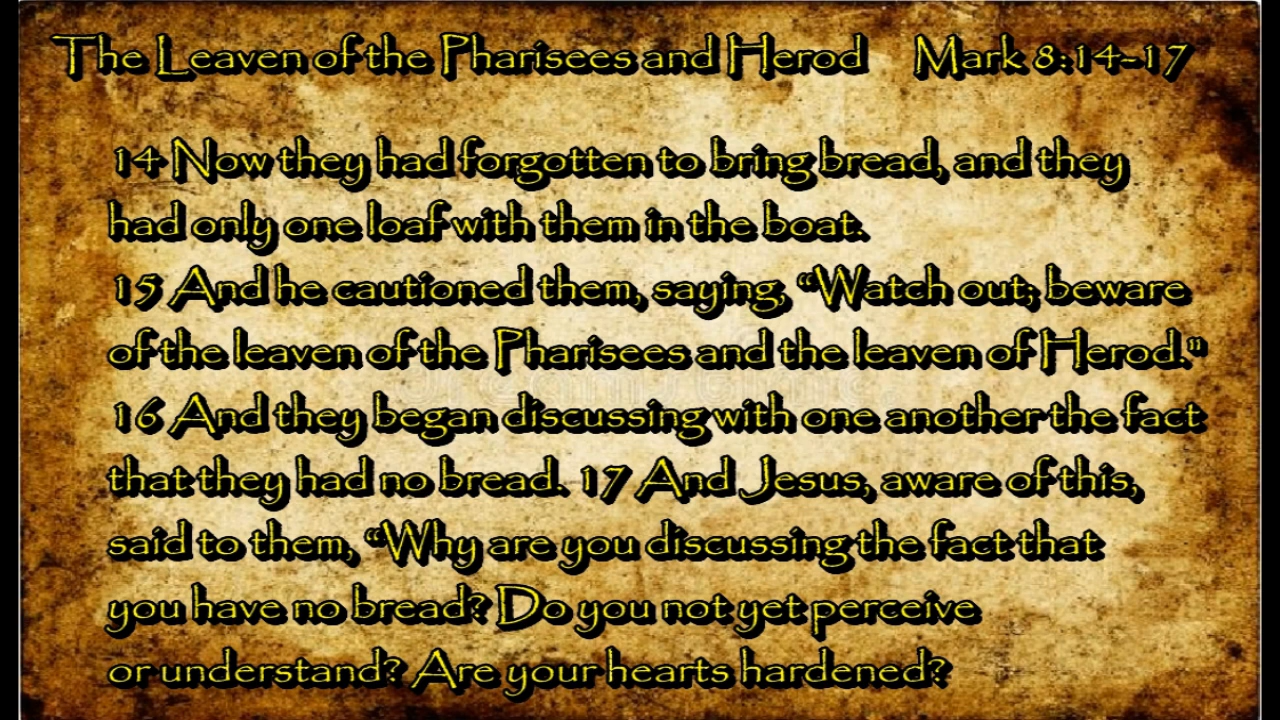 The Leaven of the Pharisees and Herod Mark 8:14-17
14 Now they had forgotten to bring bread, and they
had only one loaf with them in the boat.
15 And he cautioned them, saying, “Watch out; beware
of the leaven of the Pharisees and the leaven of Herod."
16 And they began discussing with one another the fact
that they had no bread. 17 And Jesus, aware of this,
said to them, “Why are you discussing the fact that
you have no bread? Do you not yet perceive
or understand? Are your hearts hardened?